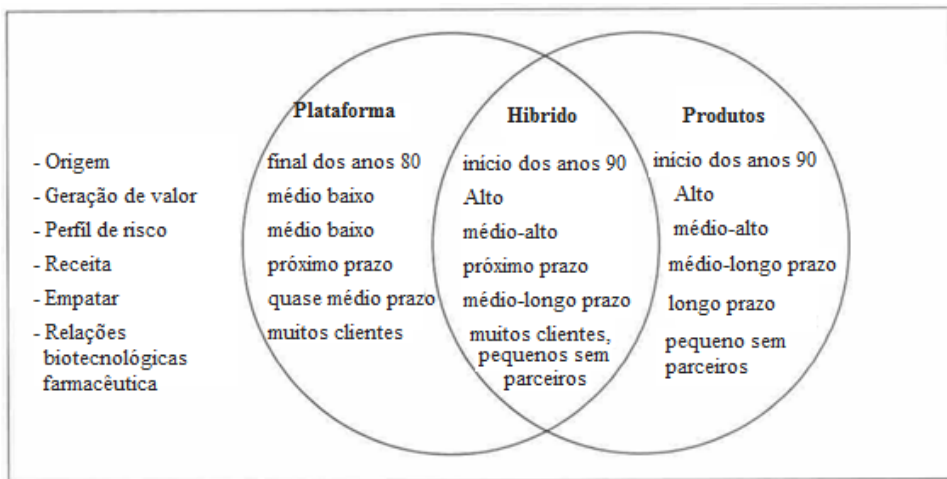 Plataforma Hibrido Produtos
- Origem final dos anos 80 início dos anos 90 início dos anos 90
- Geração de valor médio baixo Alto Alto
- Perfil de risco médio baixo médio-alto médio-alto
- Receita próximo prazo próximo prazo médio-longo prazo
- Empatar quase médio prazo médio-longo prazo longo prazo
- Relações muitos clientes muitos clientes, pequeno sem
biotecnológicas pequenos sem parceiros
farmacêutica parceiros